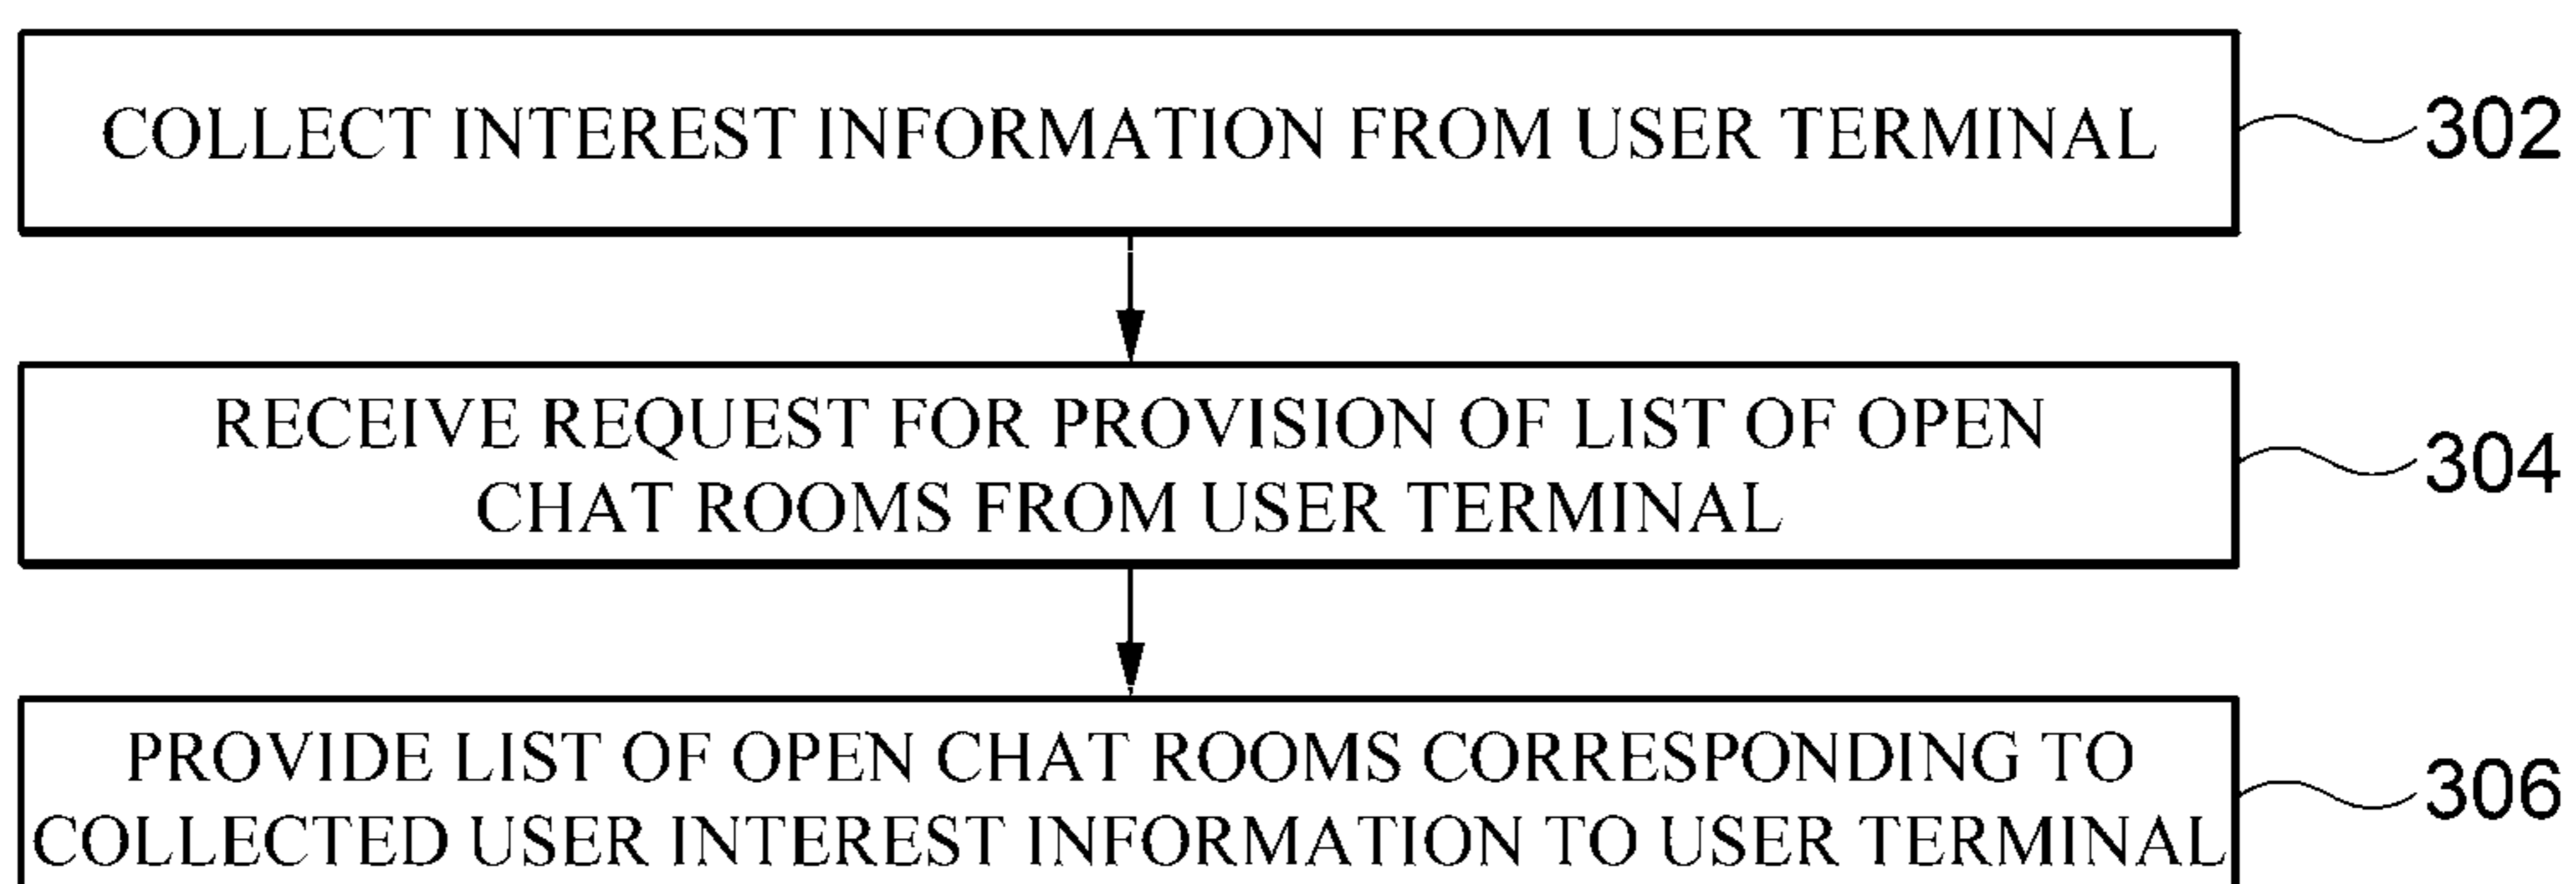 COLLECT INTEREST INFORMATION FROM USER TERMINAL
302
RECEIVE REQUEST FOR PROVISION OF LIST OF OPEN
CHAT ROOMS FROM USER TERMINAL
304
PROVIDE LIST OF OPEN CHAT ROOMS CORRESPONDING TO
COLLECTED USER INTEREST INFORMATION TO USER TERMINAL
306